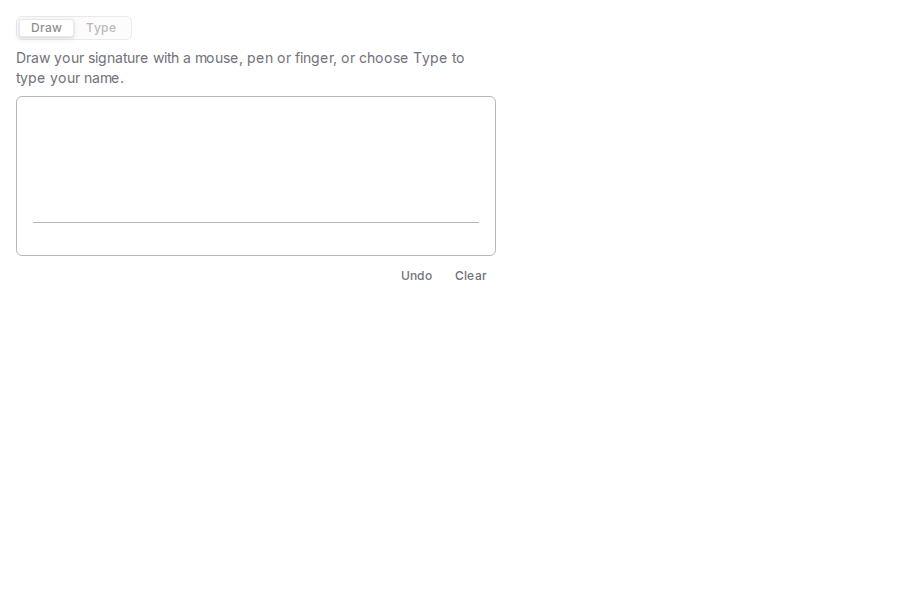 Draw Type
Draw your signature with a mouse, pen or finger, or choose Type to
type your name.
Undo Clear